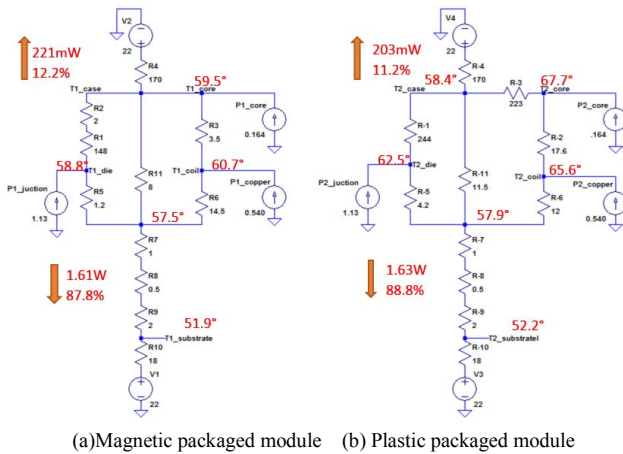 V2
22
221mW
12.2%
R4
170
59.5°
T1_case
T1_core
R2
2
R1
148
P1_core
0.164
R3
3.5
58.8°
T1_die
R11
8
T1_coil
60.7°
P1_juction
1.13
R5
1.2
R6
14.5
P1_copper
0.540
57.5°
R7
1
1.61W
87.8%
R8
0.5
R9
2
51.9°
T1_substrate
R10
18
V1
22
V4
22
203mW
11.2%
R-4
170
58.4°
T2_case
R-3
223
67.7°
T2_core
R-1
244
P2_core
.164
R-2
17.6
62.5°
T2_die
R-11
11.5
T2_coil
65.6°
P2_juction
1.13
R-5
4.2
R-6
12
P2_copper
0.540
57.9°
R-7
1
1.63W
88.8%
R-8
0.5
R-9
2
52.2°
T2_substratel
R-10
18
V3
22
(a)Magnetic packaged module (b) Plastic packaged module